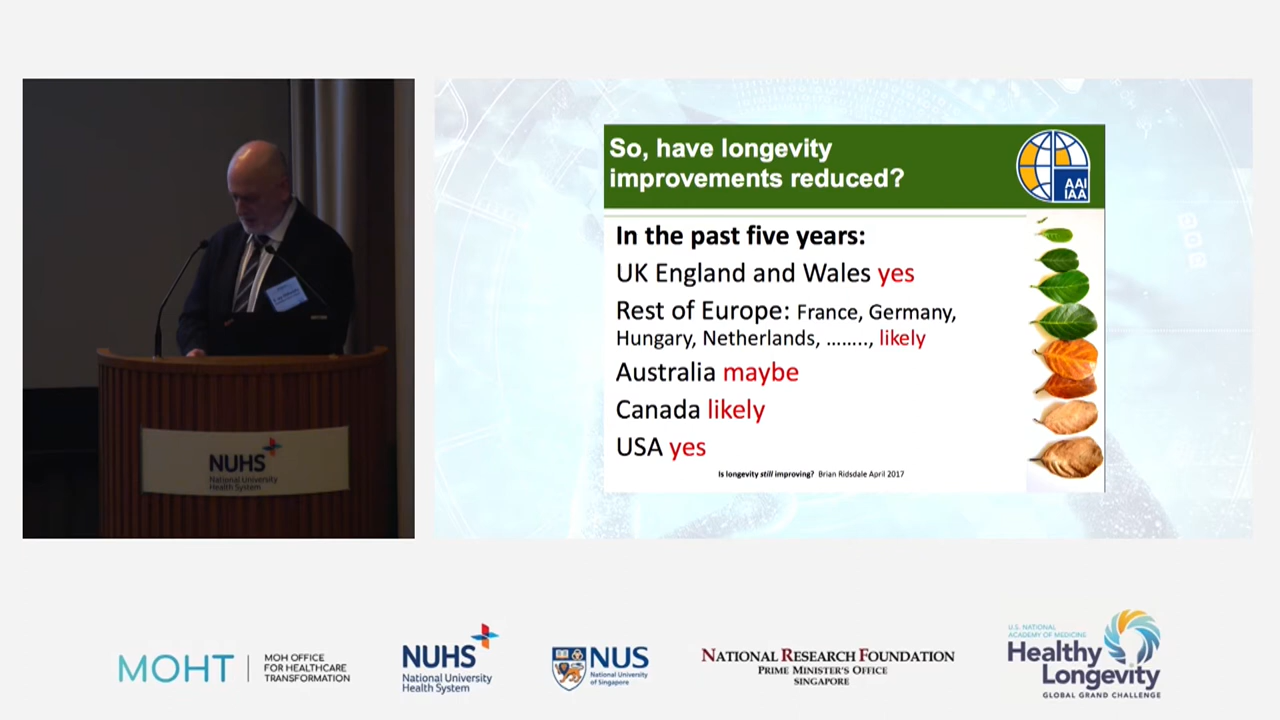 NUHS
National University
Health System
So, have longevity
improvements reduced?
AAI
IAA
In the past five years:
UK England and Wales yes
Rest of Europe: France, Germany,
Hungary, Netherlands, ........, likely
Australia maybe
Canada likely
USA yes
Is longevity still improving? Brian Ridsdale April 2017
MOHT
MOH OFFICE
FOR HEALTHCARE
TRANSFORMATION
NUHS
National University
Health System
NUS
National University
of Singapore
NATIONAL RESEARCH FOUNDATION
PRIME MINISTER'S OFFICE
SINGAPORE
U.S. NATIONAL
ACADEMY OF MEDICINE
Healthy
Longevity
GLOBAL GRAND CHALLENGE